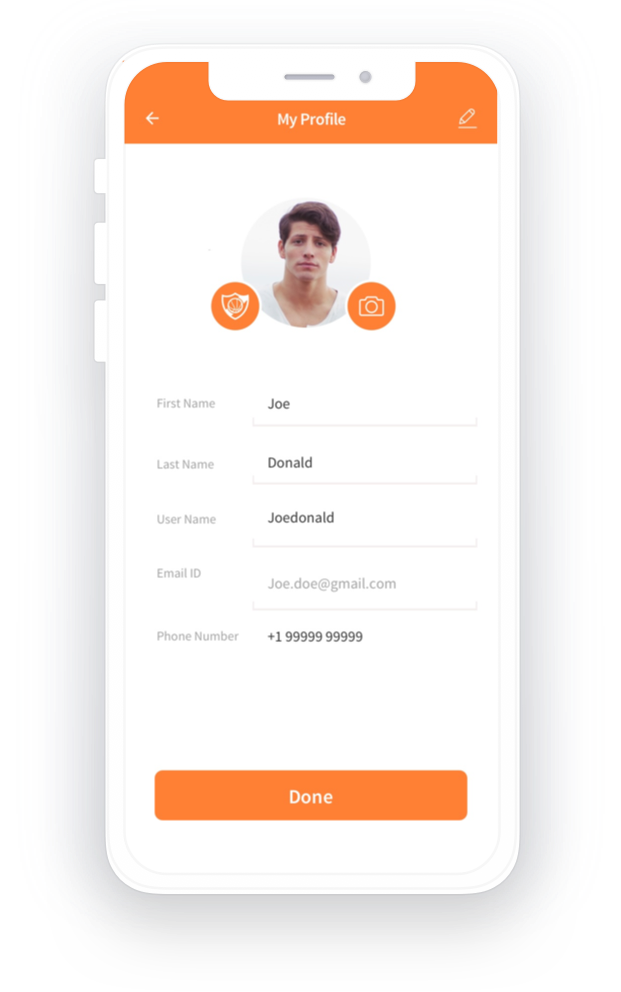 My Profile
First Name Joe
Last Name Donald
User Name Joedonald
Email ID Joe.doe@gmail.com
Phone Number +1 99999 99999
Done